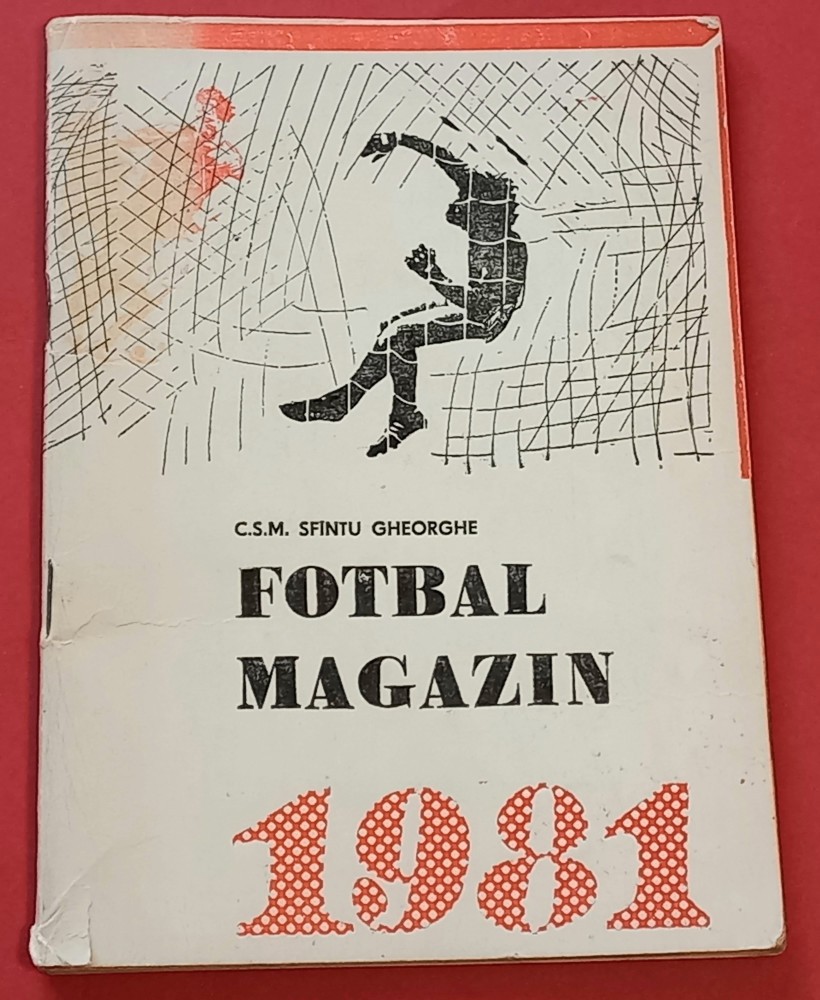 C.S.M. SFÎNTU GHEORGHE
FOTBAL
MAGAZIN
1981